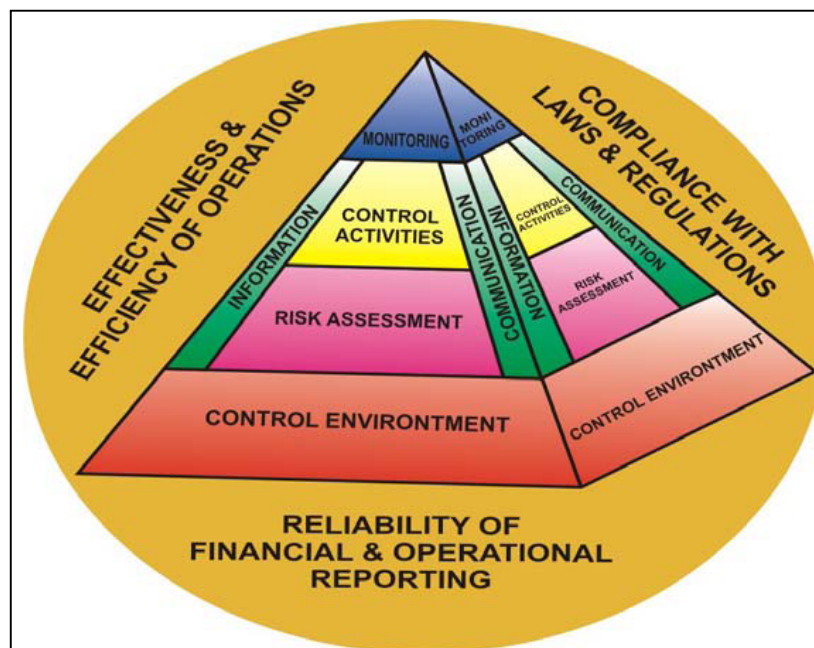 EFFECTIVENESS &
EFFICIENCY OF OPERATIONS
COMPLIANCE WITH
LAWS & REGULATIONS
MONITORING
MONI
TORING
INFORMATION
CONTROL
ACTIVITIES
COMMUNICATION
INFORMATION
CONTROL
ACTIVITIES
COMMUNICATION
RISK ASSESSMENT
RISK
ASSESSMENT
CONTROL ENVIRONTMENT
CONTROL ENVIRONTMENT
RELIABILITY OF
FINANCIAL & OPERATIONAL
REPORTING